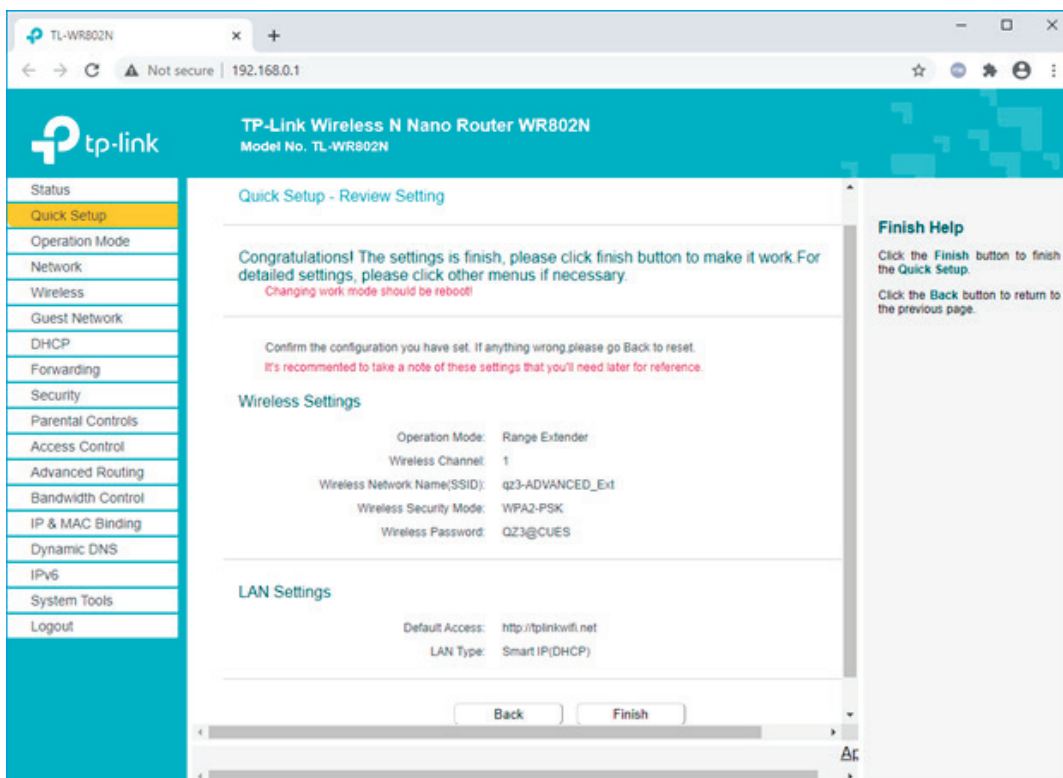 TL-WR802N
Not secure
192.168.0.1
tp-link
TP-Link Wireless N Nano Router WR802N
Model No. TL-WR802N
Status
Quick Setup
Operation Mode
Network
Wireless
Guest Network
DHCP
Forwarding
Security
Parental Controls
Access Control
Advanced Routing
Bandwidth Control
IP & MAC Binding
Dynamic DNS
IPv6
System Tools
Logout
Quick Setup - Review Setting
Congratulations! The settings is finish, please click finish button to make it work.For
detailed settings, please click other menus if necessary.
Changing work mode should be reboot!
Confirm the configuration you have set. If anything wrong,please go Back to reset.
It's recommented to take a note of these settings that you'll need later for reference.
Wireless Settings
Operation Mode: Range Extender
Wireless Channel: 1
Wireless Network Name(SSID): qz3-ADVANCED_Ext
Wireless Security Mode: WPA2-PSK
Wireless Password: QZ3@CUES
LAN Settings
Default Access: http://tplinkwifi.net
LAN Type: Smart IP(DHCP)
Back
Finish
Finish Help
Click the Finish button to finish
the Quick Setup.
Click the Back button to return to
the previous page.